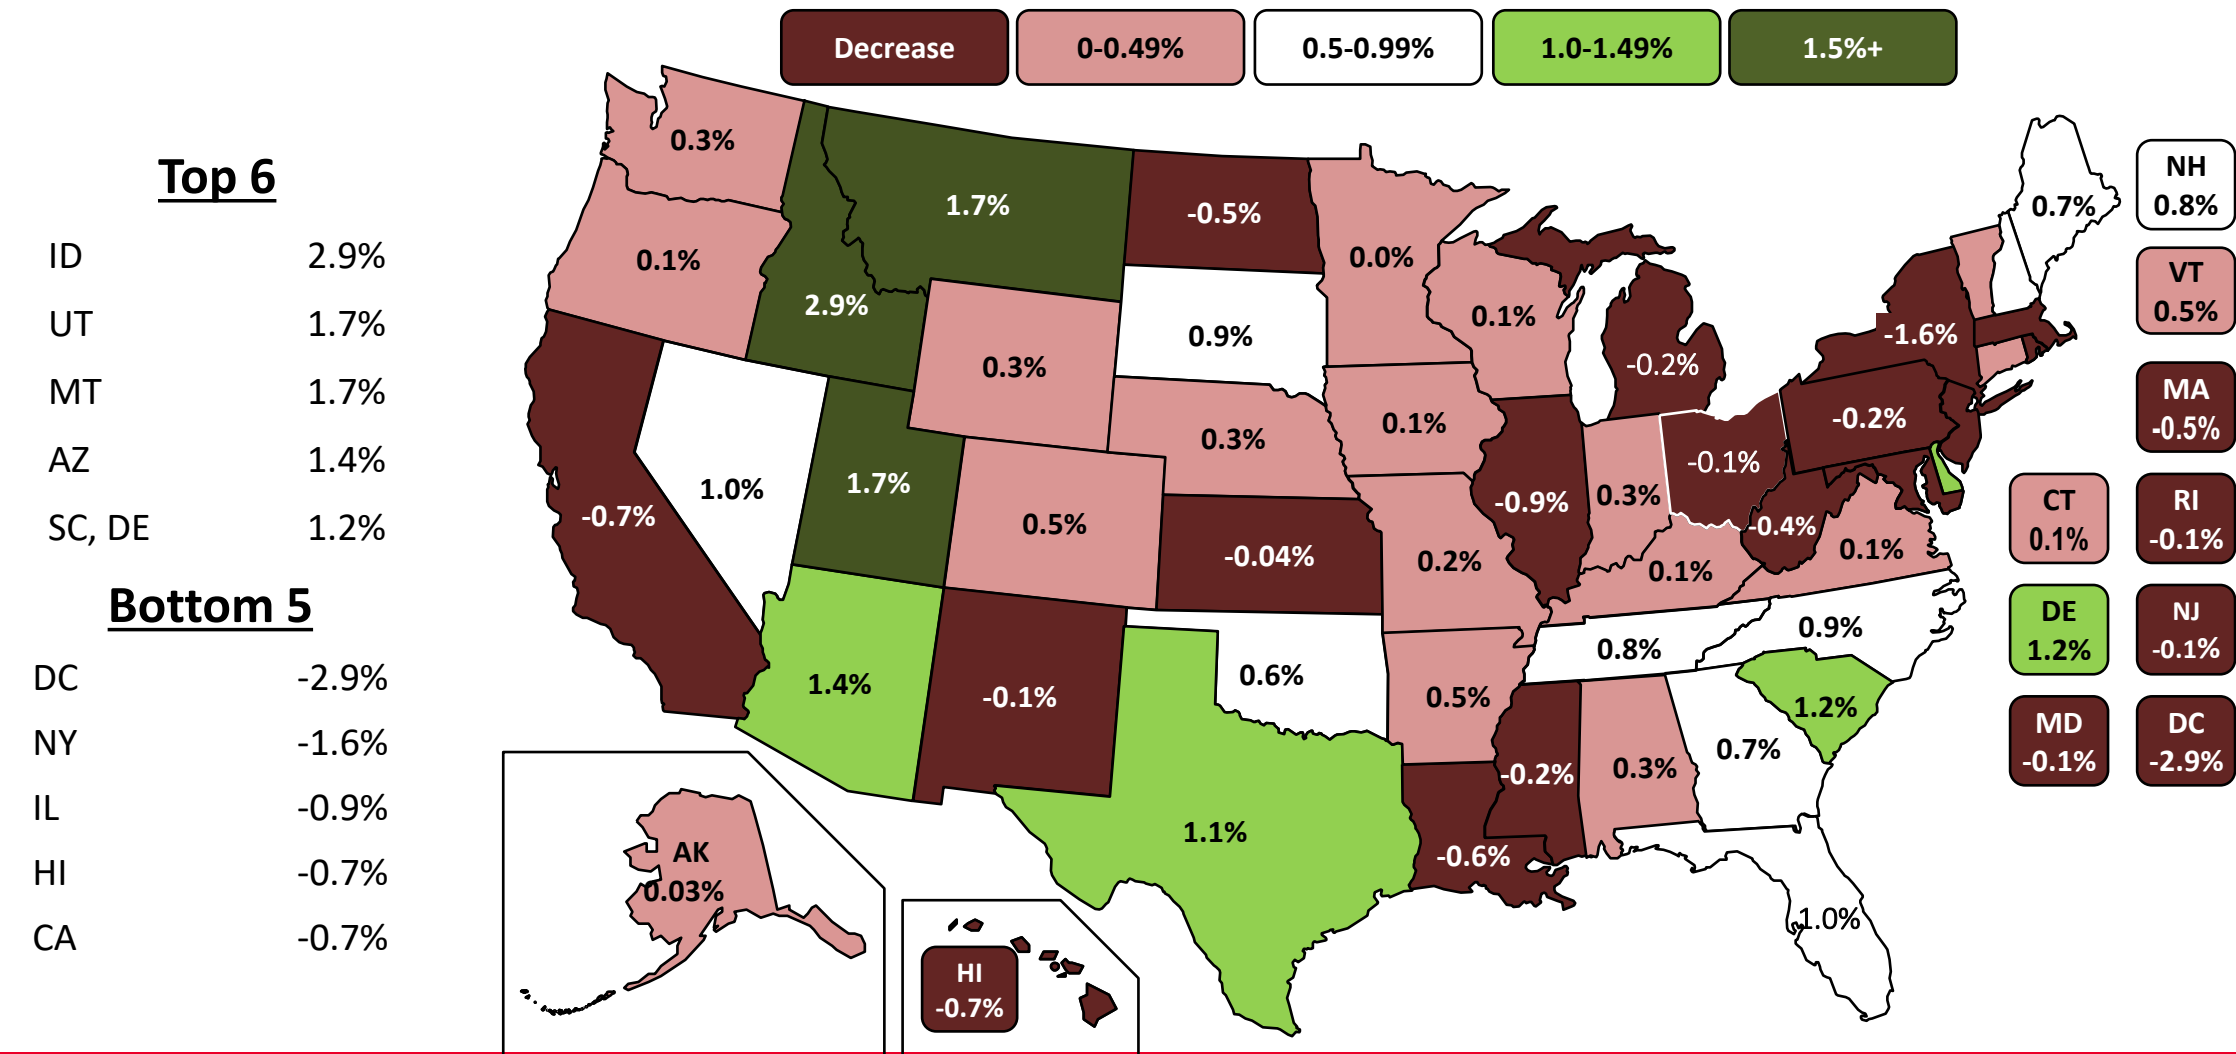 Decrease 0-0.49% 0.5-0.99% 1.0-1.49% 1.5%+
Top 6
ID 2.9%
UT 1.7%
MT 1.7%
AZ 1.4%
SC, DE 1.2%
Bottom 5
DC -2.9%
NY -1.6%
IL -0.9%
HI -0.7%
CA -0.7%
0.3%
0.1%
2.9%
1.7%
-0.5%
0.0%
0.9%
0.3%
0.1%
-0.2%
-1.6%
0.7%
-0.7%
1.0%
1.7%
0.5%
0.3%
0.1%
-0.04%
0.2%
-0.9%
0.3%
-0.1%
-0.2%
-0.4%
0.1%
0.1%
1.4%
-0.1%
0.6%
0.5%
0.8%
0.9%
1.2%
1.1%
-0.6%
-0.2%
0.3%
0.7%
1.0%
AK
0.03%
HI
-0.7%
NH
0.8%
VT
0.5%
MA
-0.5%
CT
0.1%
RI
-0.1%
DE
1.2%
NJ
-0.1%
MD
-0.1%
DC
-2.9%